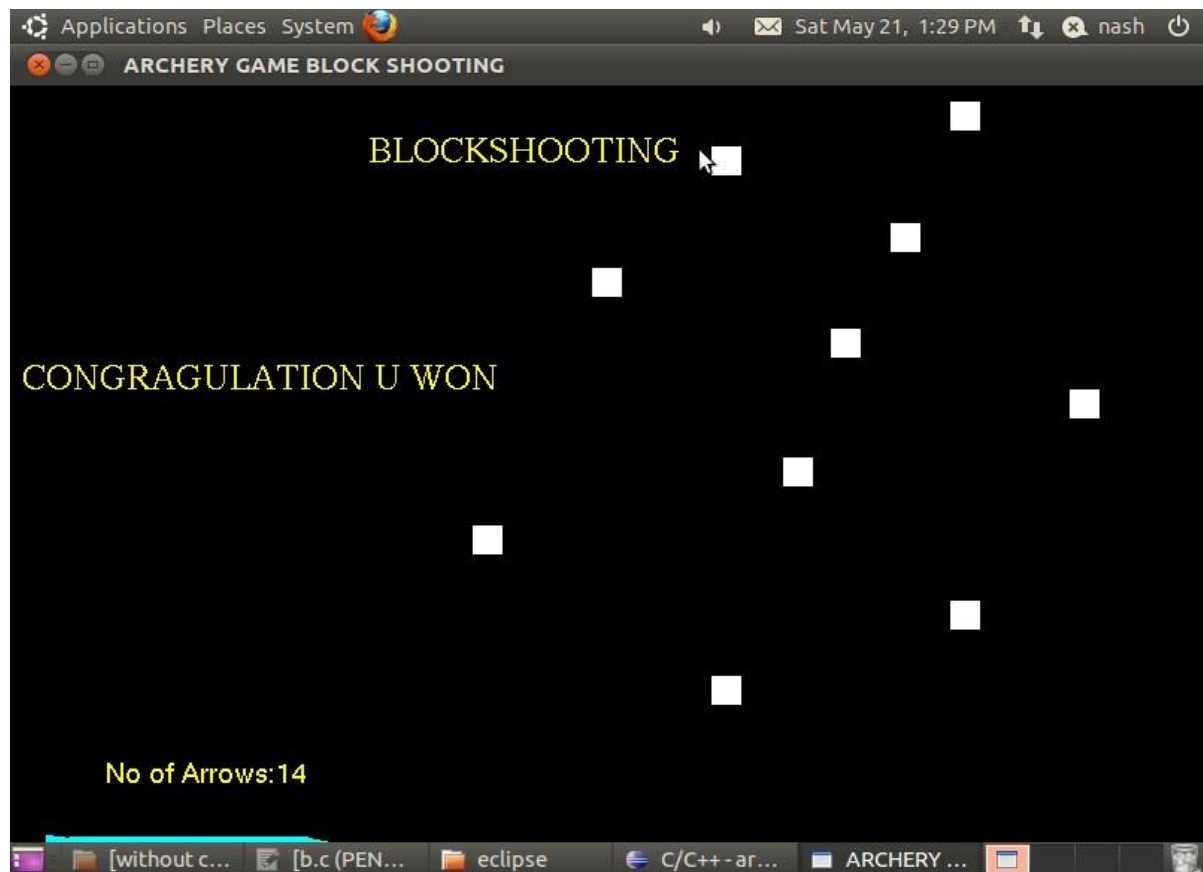 Applications Places System Sat May 21, 1:29 PM nash
ARCHERY GAME BLOCK SHOOTING
BLOCKSHOOTING
CONGRAGULATION U WON
No of Arrows:14
[without c... [b.c (PEN... eclipse C/C++ - ar... ARCHERY ...